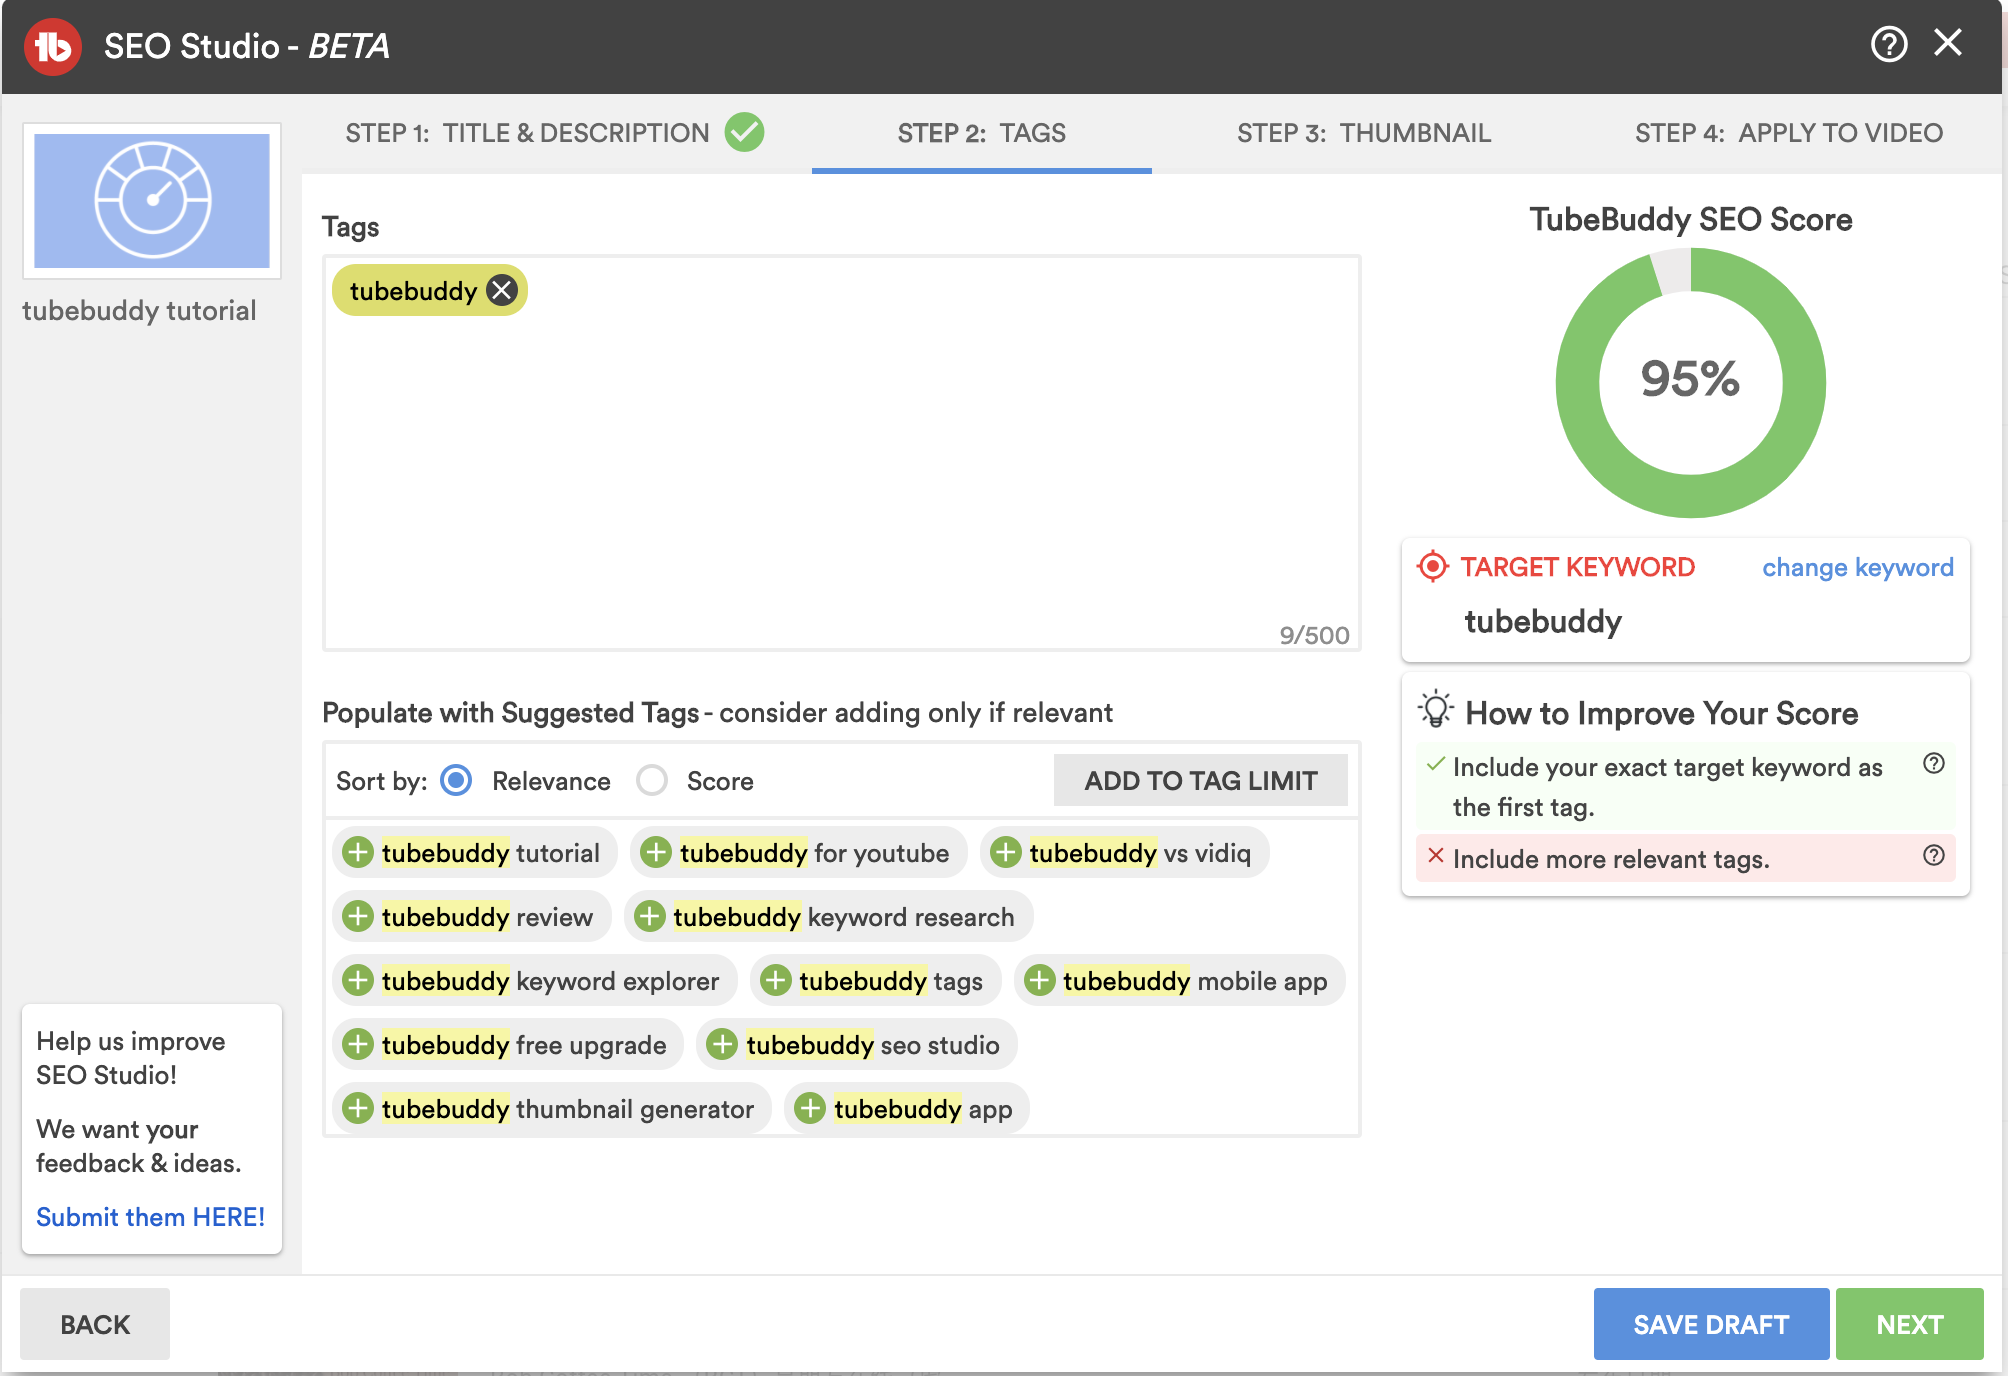 SEO Studio - BETA
STEP 1: TITLE & DESCRIPTION
STEP 2: TAGS
STEP 3: THUMBNAIL
STEP 4: APPLY TO VIDEO
tubebuddy tutorial
Help us improve
SEO Studio!
We want your
feedback & ideas.
Submit them HERE!
Tags
tubebuddy
9/500
Populate with Suggested Tags - consider adding only if relevant
Sort by: Relevance Score
ADD TO TAG LIMIT
tubebuddy tutorial tubebuddy for youtube tubebuddy vs vidiq
tubebuddy review tubebuddy keyword research
tubebuddy keyword explorer tubebuddy tags tubebuddy mobile app
tubebuddy free upgrade tubebuddy seo studio
tubebuddy thumbnail generator tubebuddy app
TubeBuddy SEO Score
95%
TARGET KEYWORD change keyword
tubebuddy
How to Improve Your Score
Include your exact target keyword as
the first tag.
Include more relevant tags.
BACK
SAVE DRAFT
NEXT